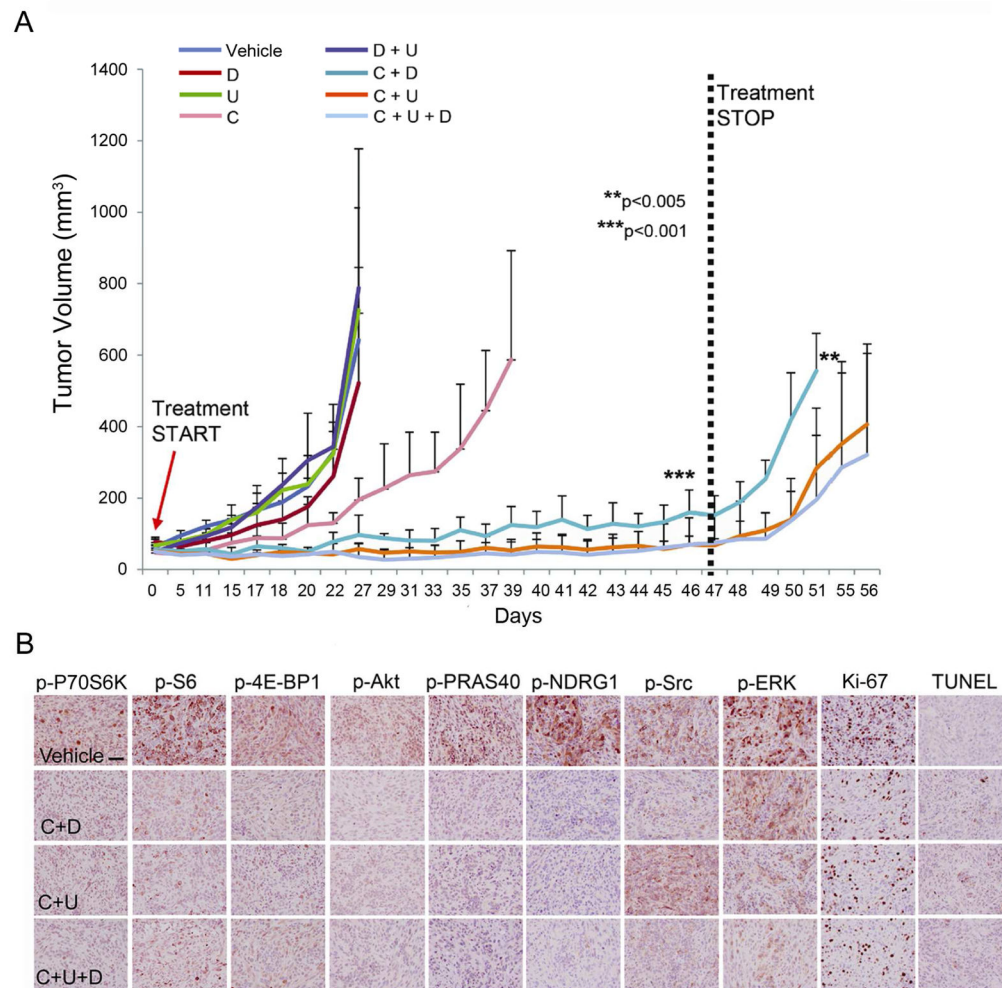 A
Vehicle D + U
D C + D
U C + U
C C + U + D
1400
1200
1000
800
600
400
200
0
Tumor Volume (mm³)
Treatment
START
Treatment
STOP
**p<0.005
***p<0.001
***
**
0 5 11 15 17 18 20 22 27 29 31 33 35 37 39 40 41 42 43 44 45 46 47 48 49 50 51 55 56
Days
B
p-P70S6K p-S6 p-4E-BP1 p-Akt p-PRAS40 p-NDRG1 p-Src p-ERK Ki-67 TUNEL
Vehicle
C+D
C+U
C+U+D